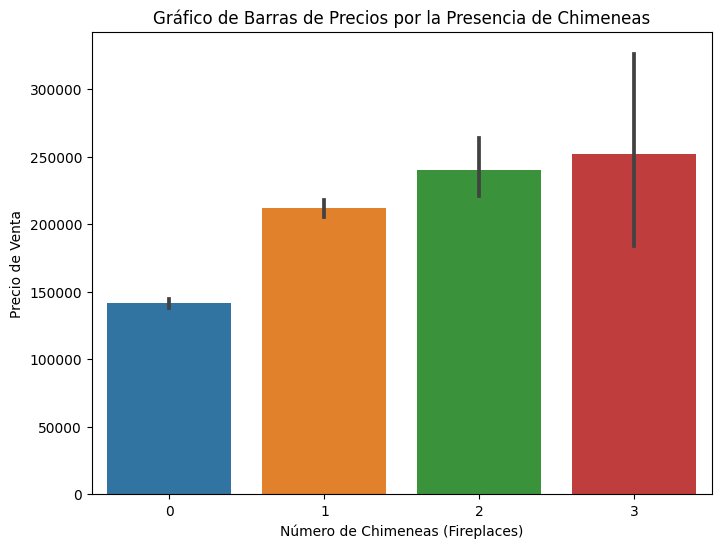 Gráfico de Barras de Precios por la Presencia de Chimeneas
Precio de Venta
300000
250000
200000
150000
100000
50000
0
0 1 2 3
Número de Chimeneas (Fireplaces)